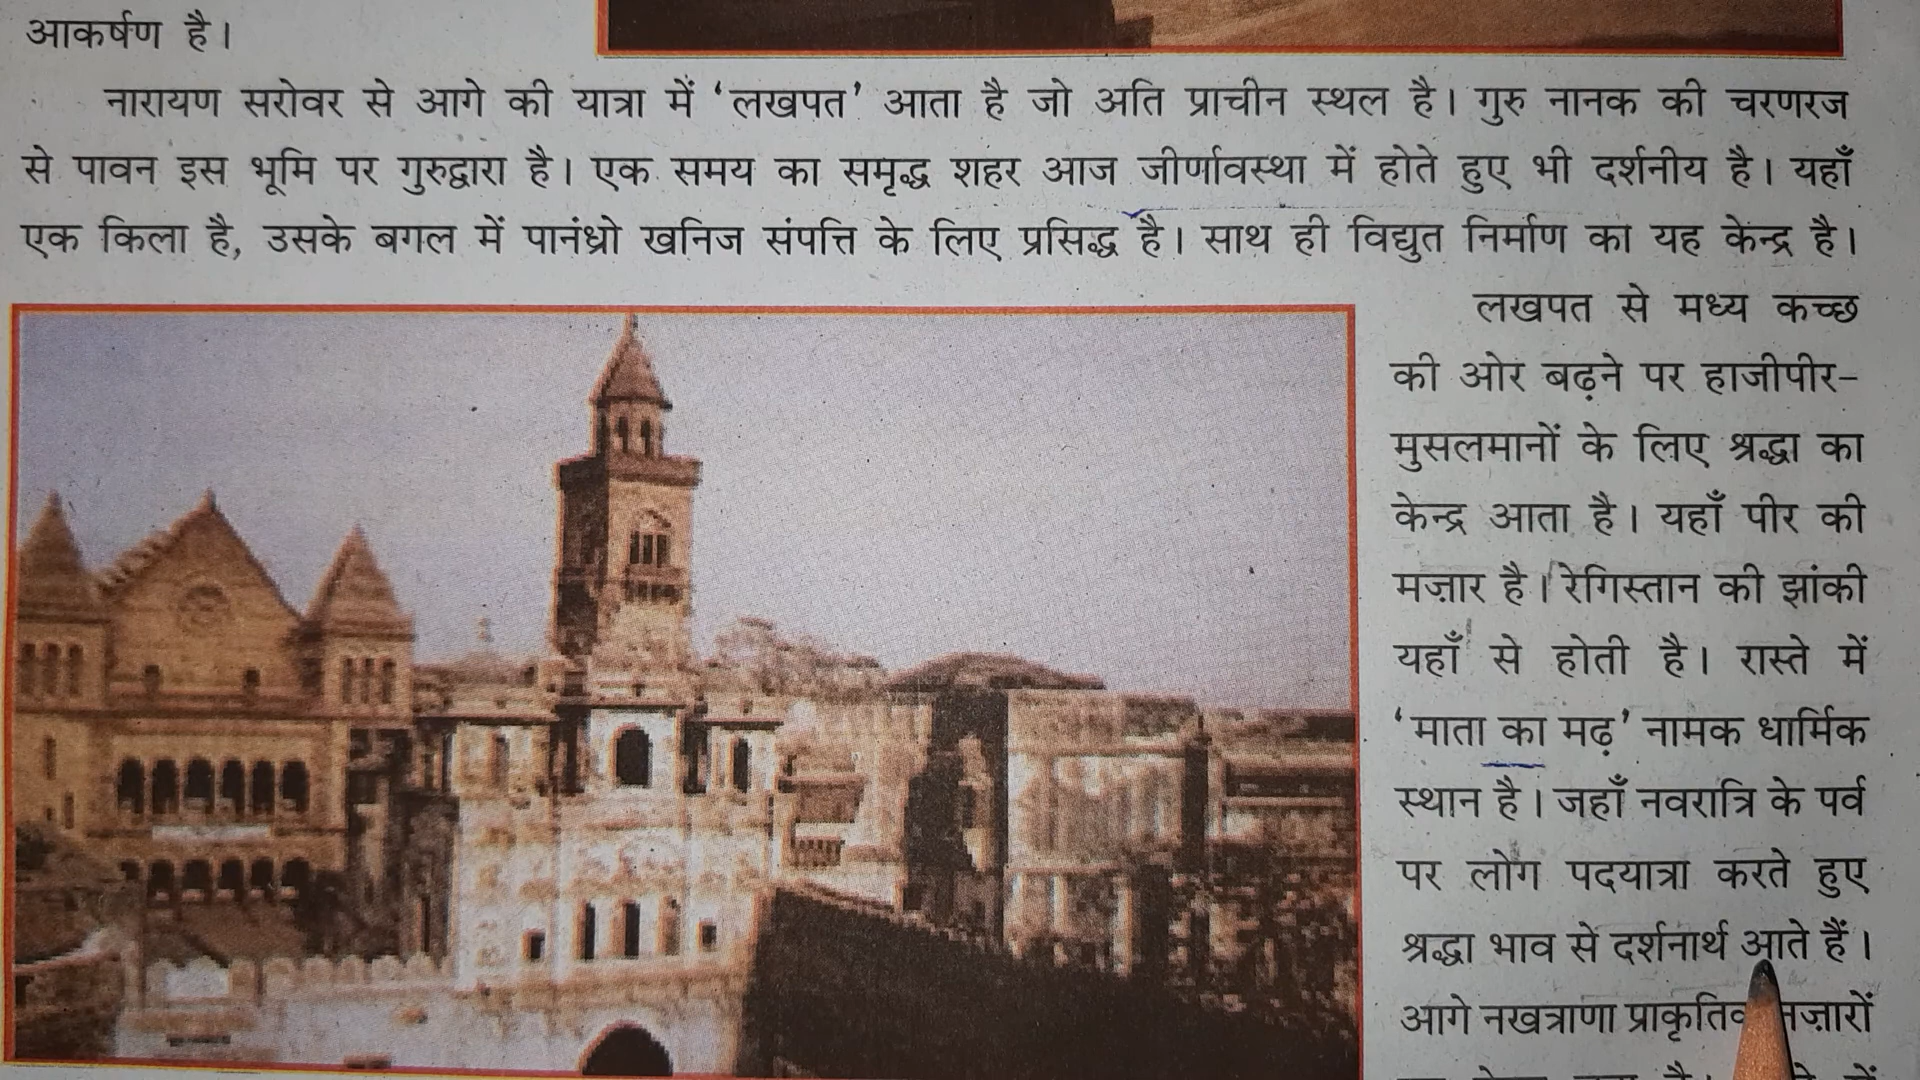 आकर्षण है।
नारायण सरोवर से आगे की यात्रा में ‘लखपत’ आता है जो अति प्राचीन स्थल है। गुरु नानक की चरणरज
से पावन इस भूमि पर गुरुद्वारा है। एक समय का समृद्ध शहर आज जीर्णावस्था में होते हुए भी दर्शनीय है। यहाँ
एक किला है, उसके बगल में पानंध्रो खनिज संपत्ति के लिए प्रसिद्ध है। साथ ही विद्युत निर्माण का यह केन्द्र है।
लखपत से मध्य कच्छ
की ओर बढ़ने पर हाजीपीर-
मुसलमानों के लिए श्रद्धा का
केन्द्र आता है। यहाँ पीर की
मज़ार है। रेगिस्तान की झांकी
यहाँ से होती है। रास्ते में
‘माता का मढ़’ नामक धार्मिक
स्थान है। जहाँ नवरात्रि के पर्व
पर लोग पदयात्रा करते हुए
श्रद्धा भाव से दर्शनार्थ आते हैं।
आगे नखत्राणा प्राकृतिक नज़ारों